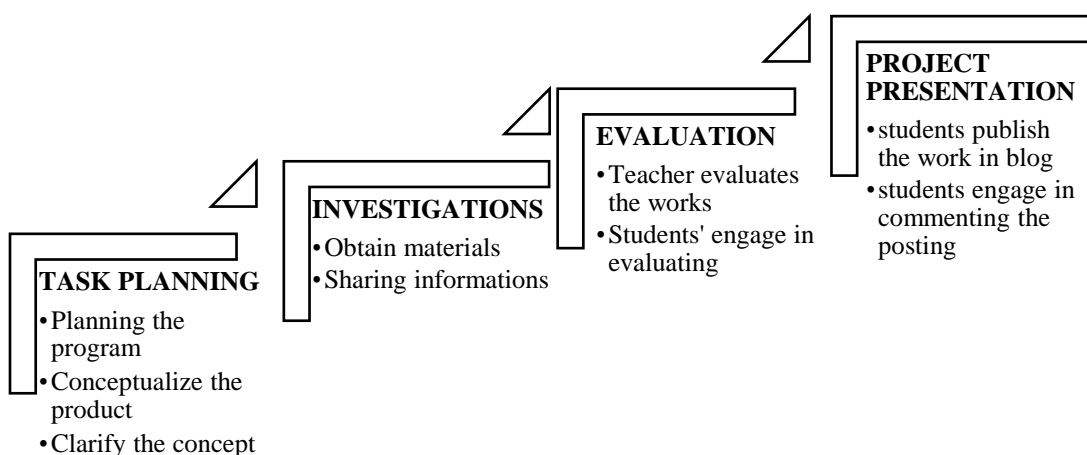 TASK PLANNING
•Planning the
program
•Conceptualize the
product
•Clarify the concept
INVESTIGATIONS
•Obtain materials
•Sharing informations
EVALUATION
•Teacher evaluates
the works
•Students' engage in
evaluating
PROJECT
PRESENTATION
•students publish
the work in blog
•students engage in
commenting the
posting